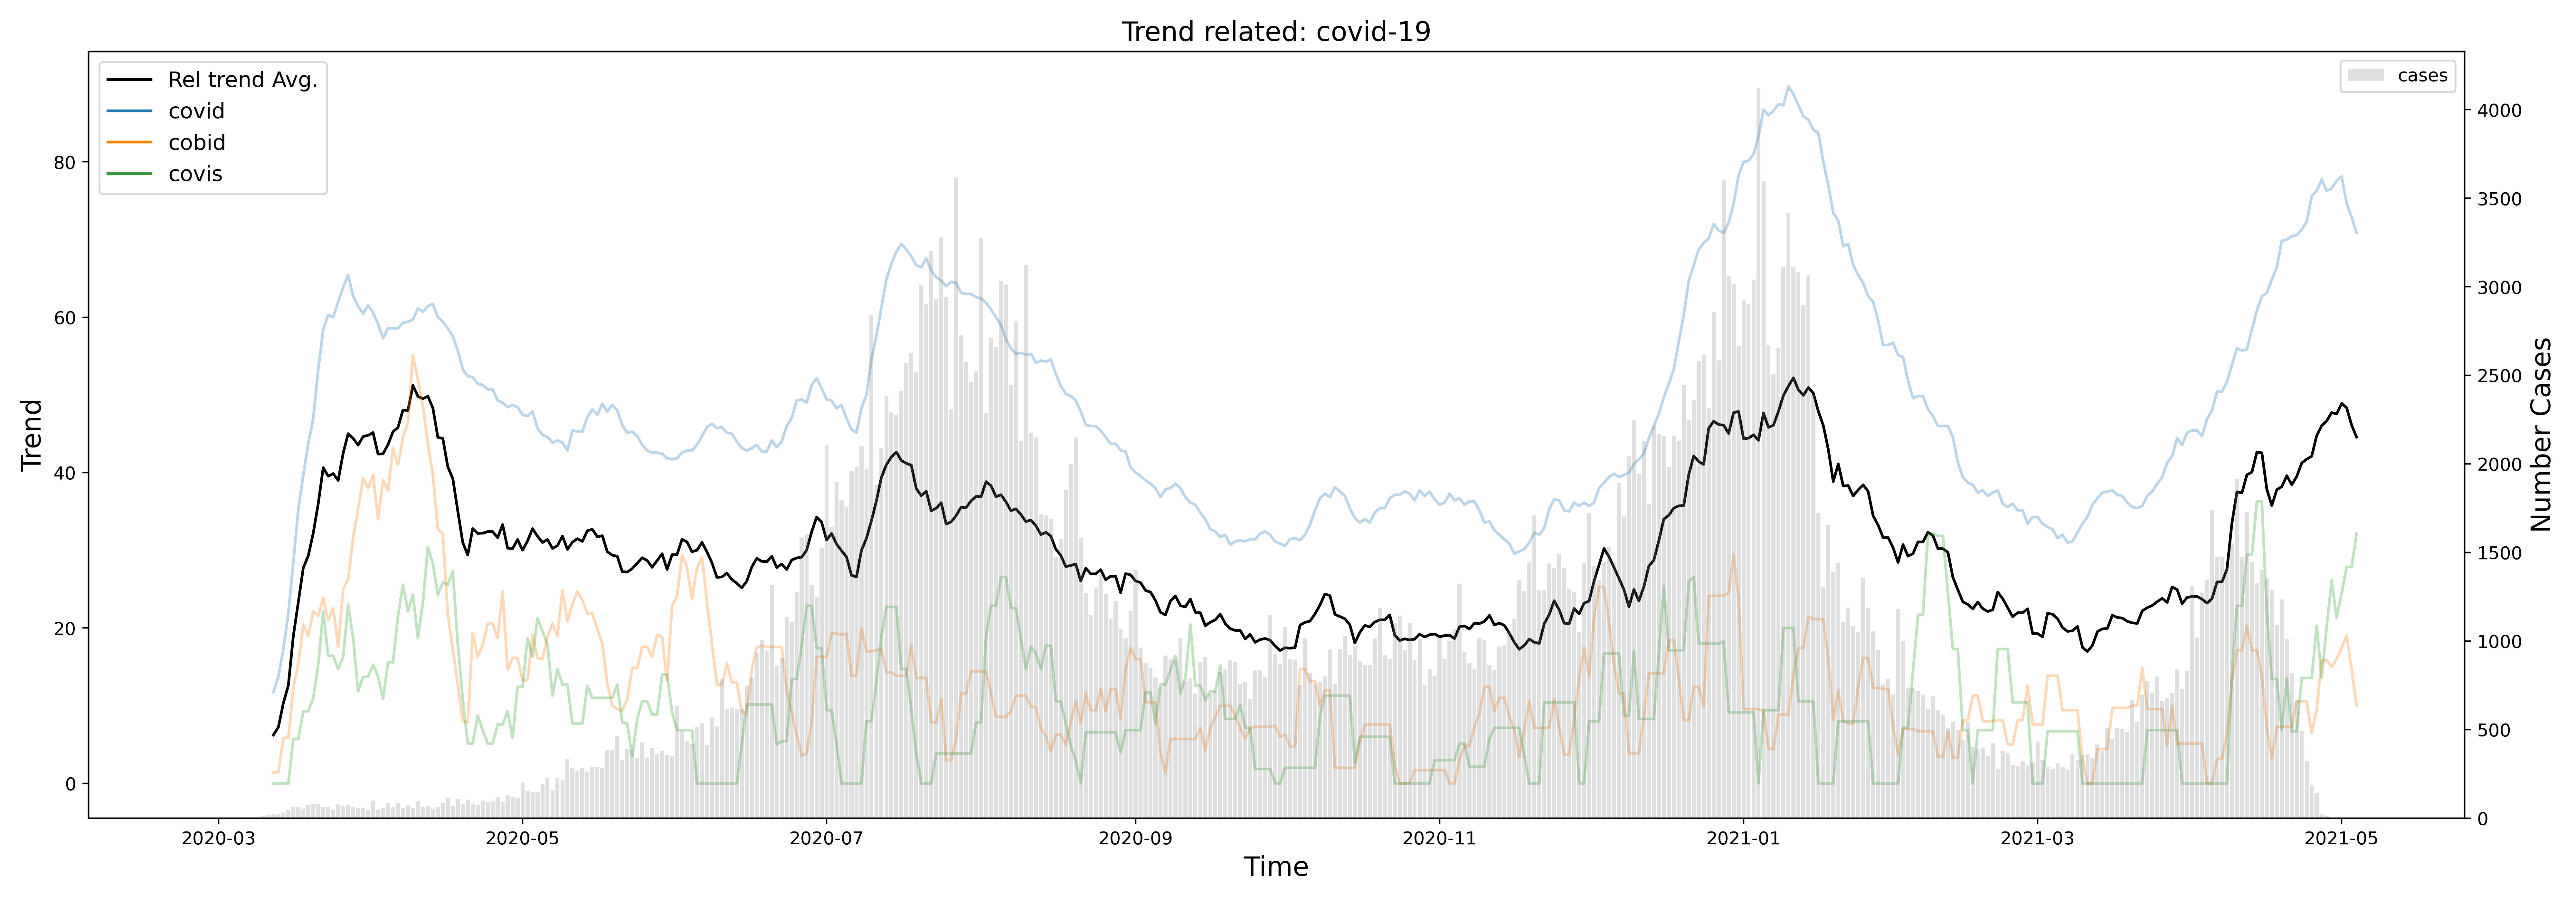 Trend related: covid-19
Rel trend Avg.
covid
cobid
covis
cases
Trend
80
60
40
20
0
4000
3500
3000
2500
2000
1500
1000
500
0
Number Cases
2020-03 2020-05 2020-07 2020-09 2020-11 2021-01 2021-03 2021-05
Time